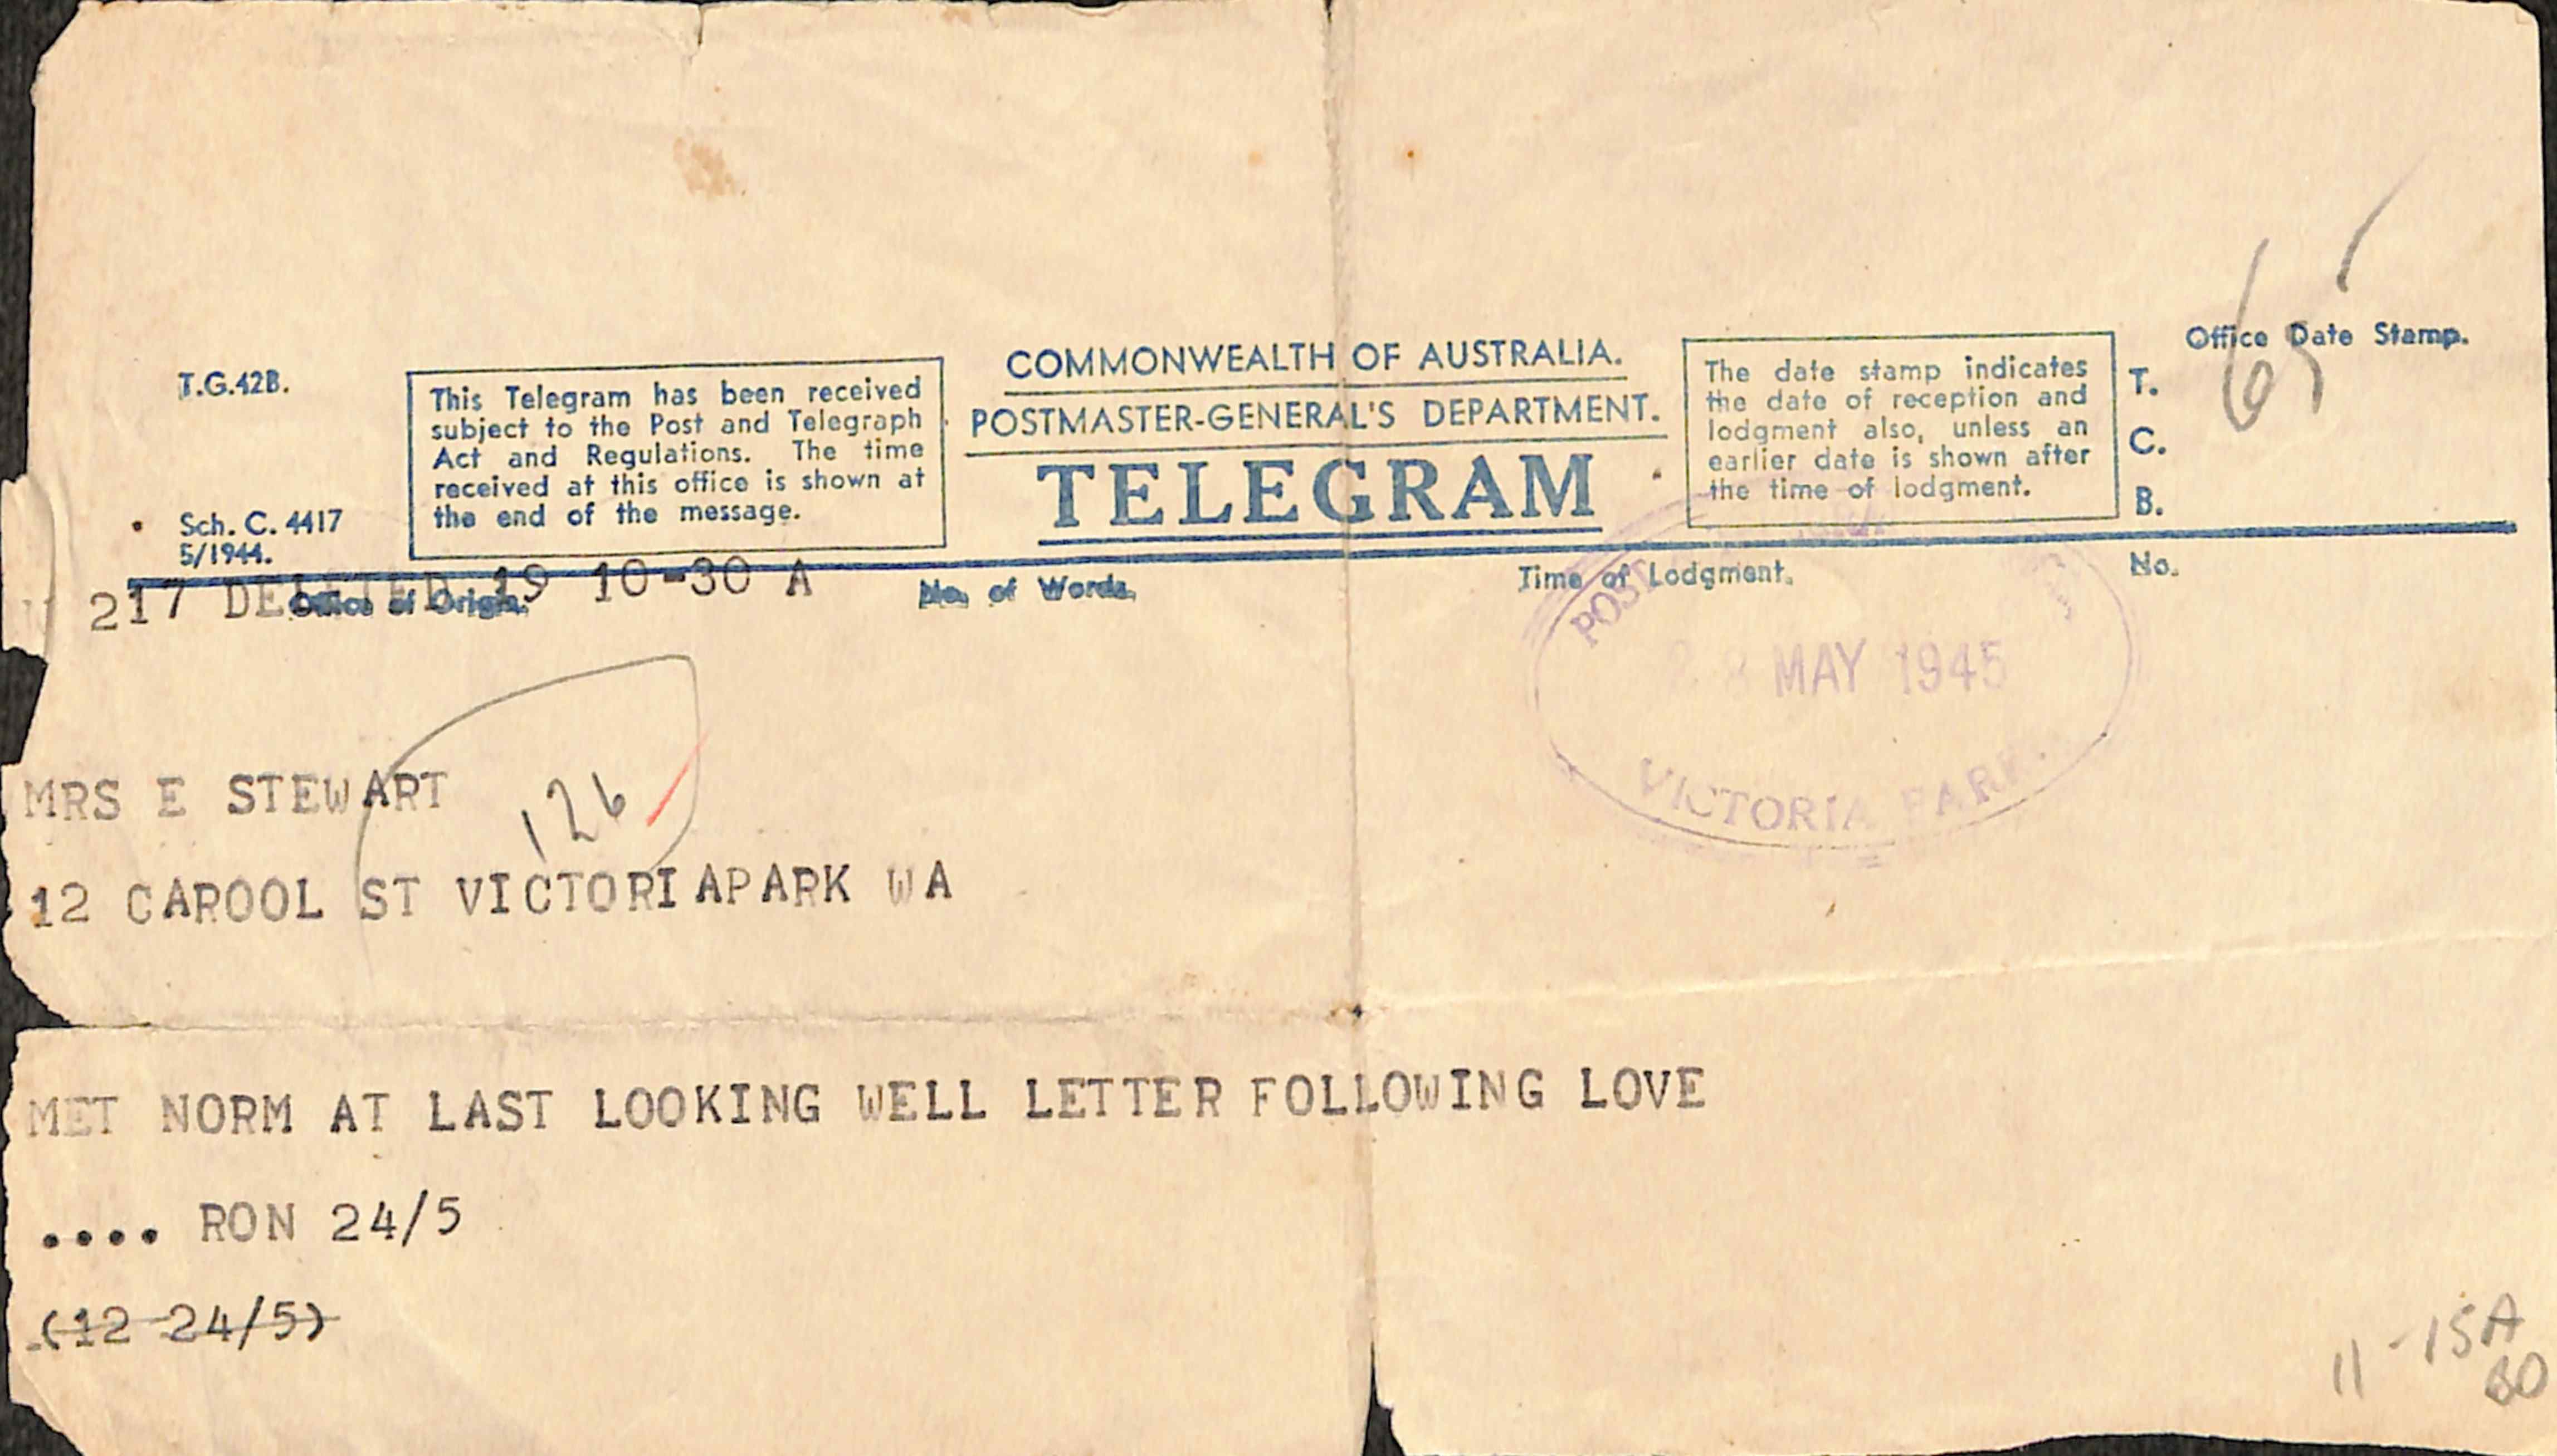 T.G.42B.
Sch. C. 4417
5/1944.
This Telegram has been received
subject to the Post and Telegraph
Act and Regulations. The time
received at this office is shown at
the end of the message.
COMMONWEALTH OF AUSTRALIA.
POSTMASTER-GENERAL'S DEPARTMENT.
TELEGRAM
The date stamp indicates
the date of reception and
lodgment also, unless an
earlier date is shown after
the time of lodgment.
T.
C.
B.
Office Date Stamp.
65
Office of Origin.
No. of Words.
Time of Lodgment.
No.
217 DELETED 19 10-30 A
POST
28 MAY 1945
VICTORIA PARK.
MRS E STEWART
126
12 CAROOL ST VICTORIAPARK WA
MET NORM AT LAST LOOKING WELL LETTER FOLLOWING LOVE
.... RON 24/5
(12 24/5)
11-15A